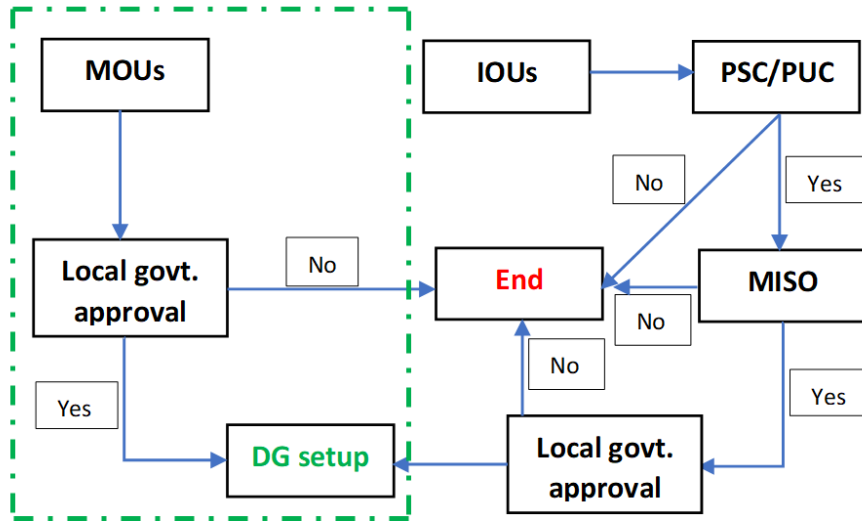 MOUs
IOUs
PSC/PUC
No
Yes
Local govt.
approval
No
End
MISO
No
Yes
No
Yes
DG setup
Local govt.
approval